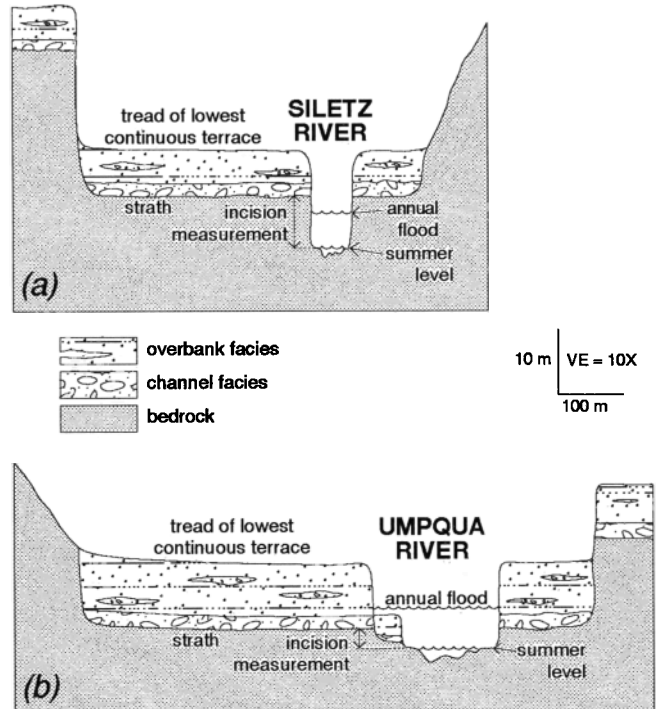 tread of lowest
continuous terrace
SILETZ
RIVER
strath
incision
measurement
annual
flood
summer
level
(a)
overbank facies
channel facies
bedrock
10 m
VE = 10X
100 m
tread of lowest
continuous terrace
UMPQUA
RIVER
annual flood
strath
incision
measurement
summer
level
(b)